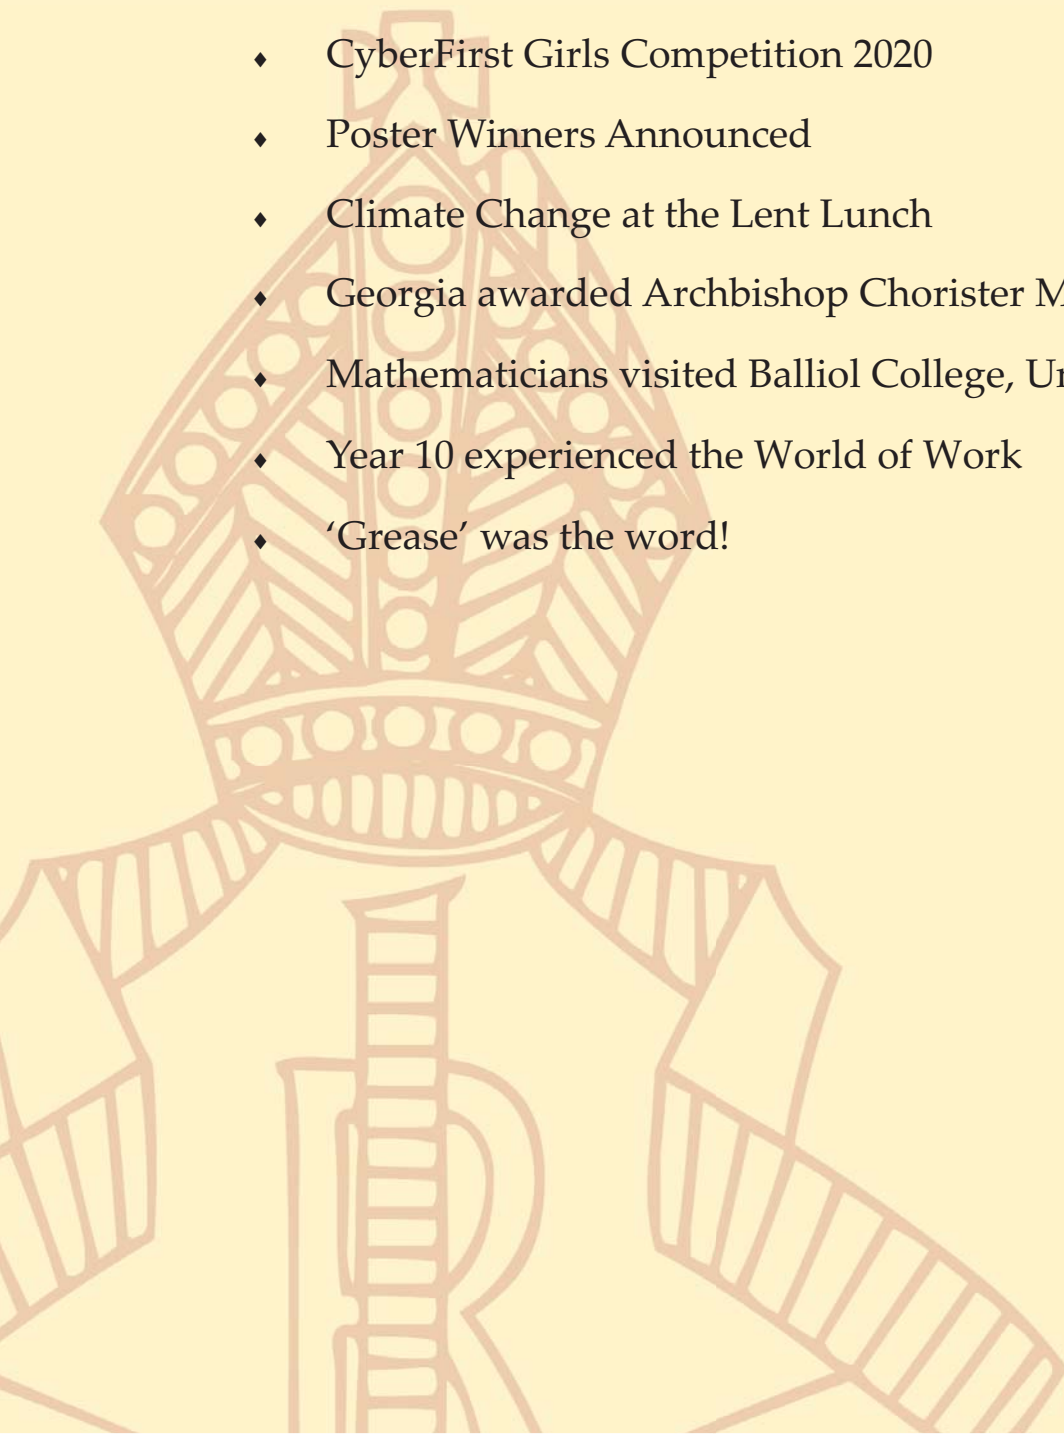 ♦ CyberFirst Girls Competition 2020
♦ Poster Winners Announced
♦ Climate Change at the Lent Lunch
♦ Georgia awarded Archbishop Chorister
♦ Mathematicians visited Balliol College,
♦ Year 10 experienced the World of Work
♦ ‘Grease’ was the word!
R